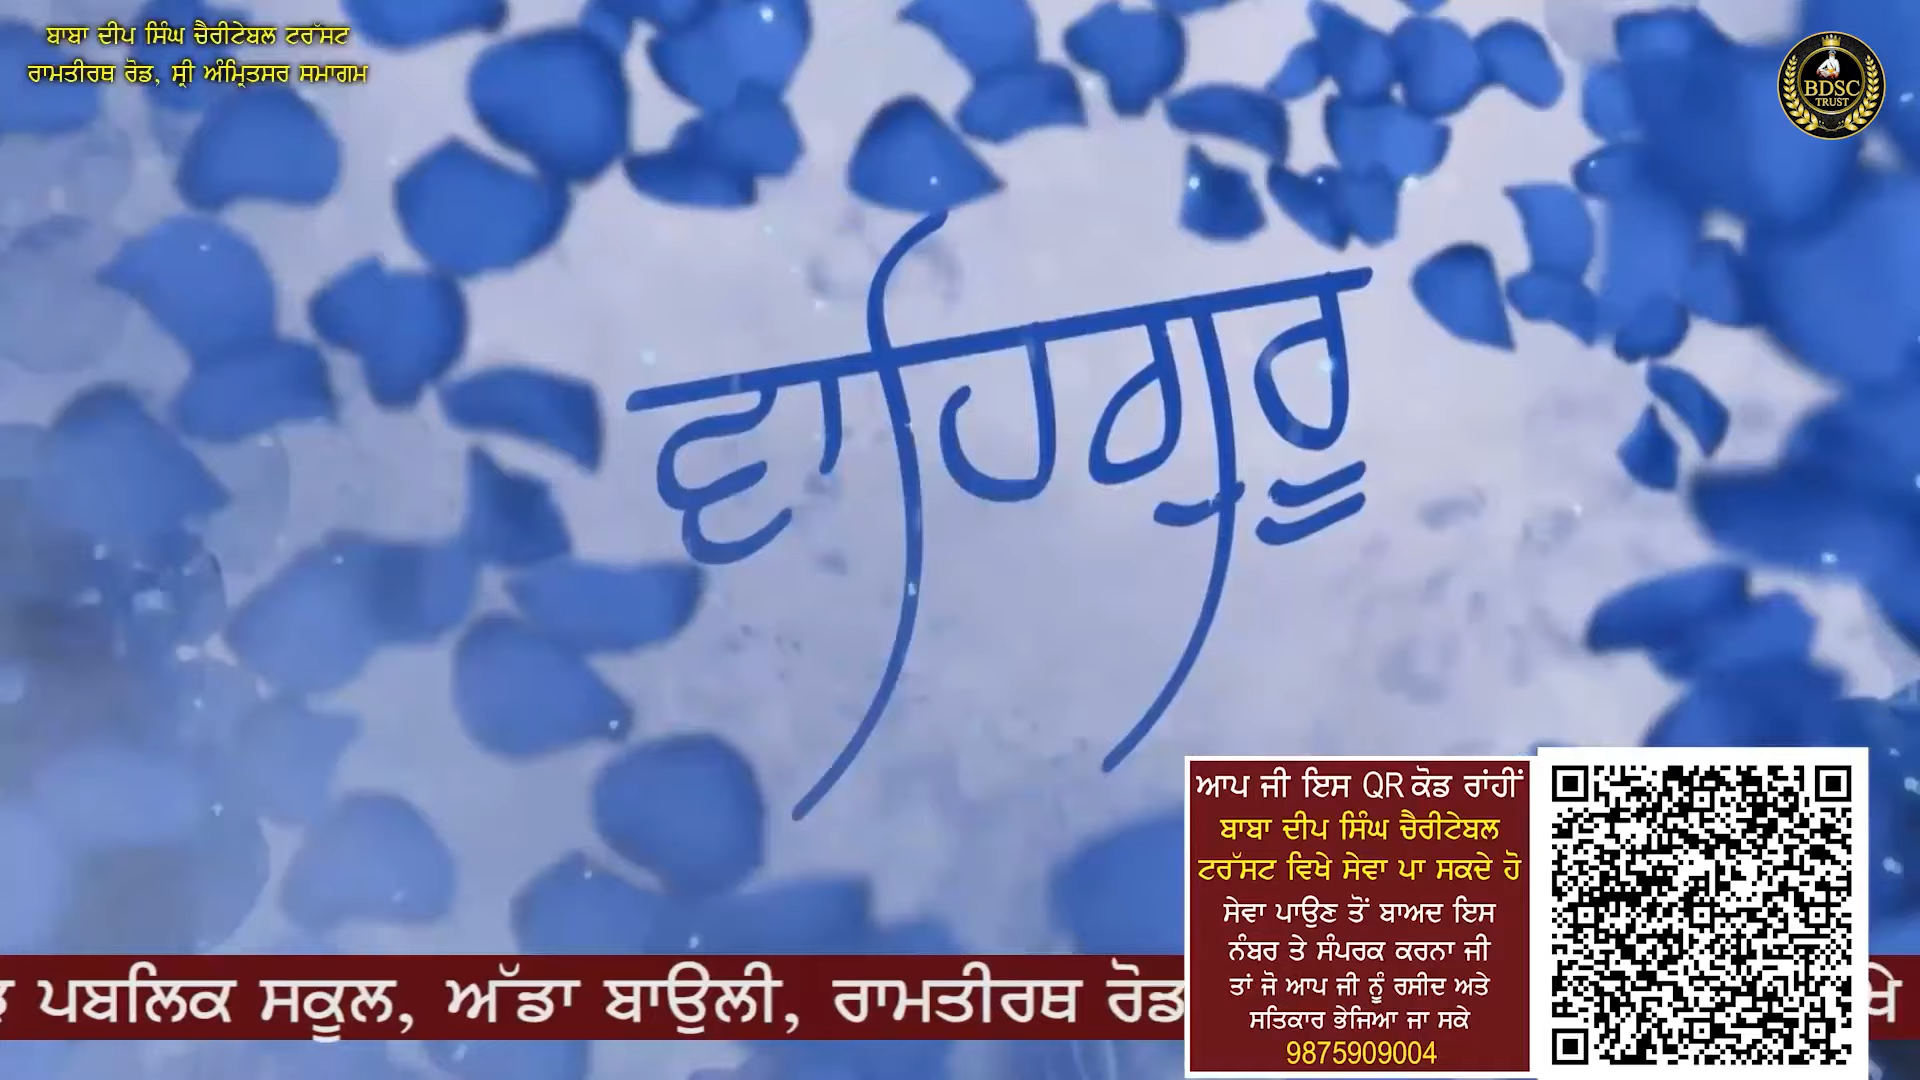 ਬਾਬਾ ਦੀਪ ਸਿੰਘ ਚੈਰੀਟੇਬਲ ਟਰੱਸਟ
ਰਾਮਤੀਰਥ ਰੋਡ, ਸ੍ਰੀ ਅੰਮ੍ਰਿਤਸਰ ਸਮਾਗਮ
BDSC
TRUST
ਵਾਹਿਗੁਰੂ
ਆਪ ਜੀ ਇਸ QR ਕੋਡ ਰਾਂਹੀਂ
ਬਾਬਾ ਦੀਪ ਸਿੰਘ ਚੈਰੀਟੇਬਲ
ਟਰੱਸਟ ਵਿਖੇ ਸੇਵਾ ਪਾ ਸਕਦੇ ਹੋ
ਸੇਵਾ ਪਾਉਣ ਤੋਂ ਬਾਅਦ ਇਸ
ਨੰਬਰ ਤੇ ਸੰਪਰਕ ਕਰਨਾ ਜੀ
ਤਾਂ ਜੋ ਆਪ ਜੀ ਨੂੰ ਰਸੀਦ ਅਤੇ
ਸਤਿਕਾਰ ਭੇਜਿਆ ਜਾ ਸਕੇ
9875909004
ਪਬਲਿਕ ਸਕੂਲ, ਅੱਡਾ ਬਾਉਲੀ, ਰਾਮਤੀਰਥ ਰੋਡ